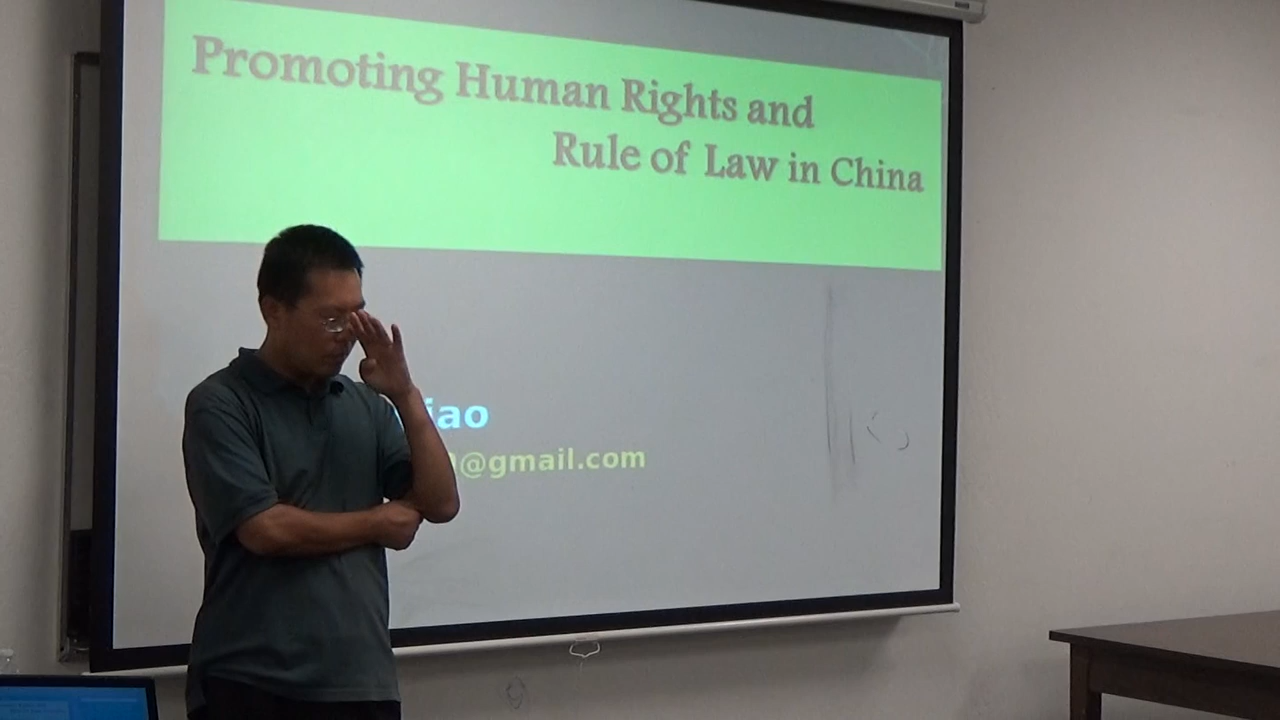 Promoting Human Rights and
Rule of Law in China
iao
@gmail.com